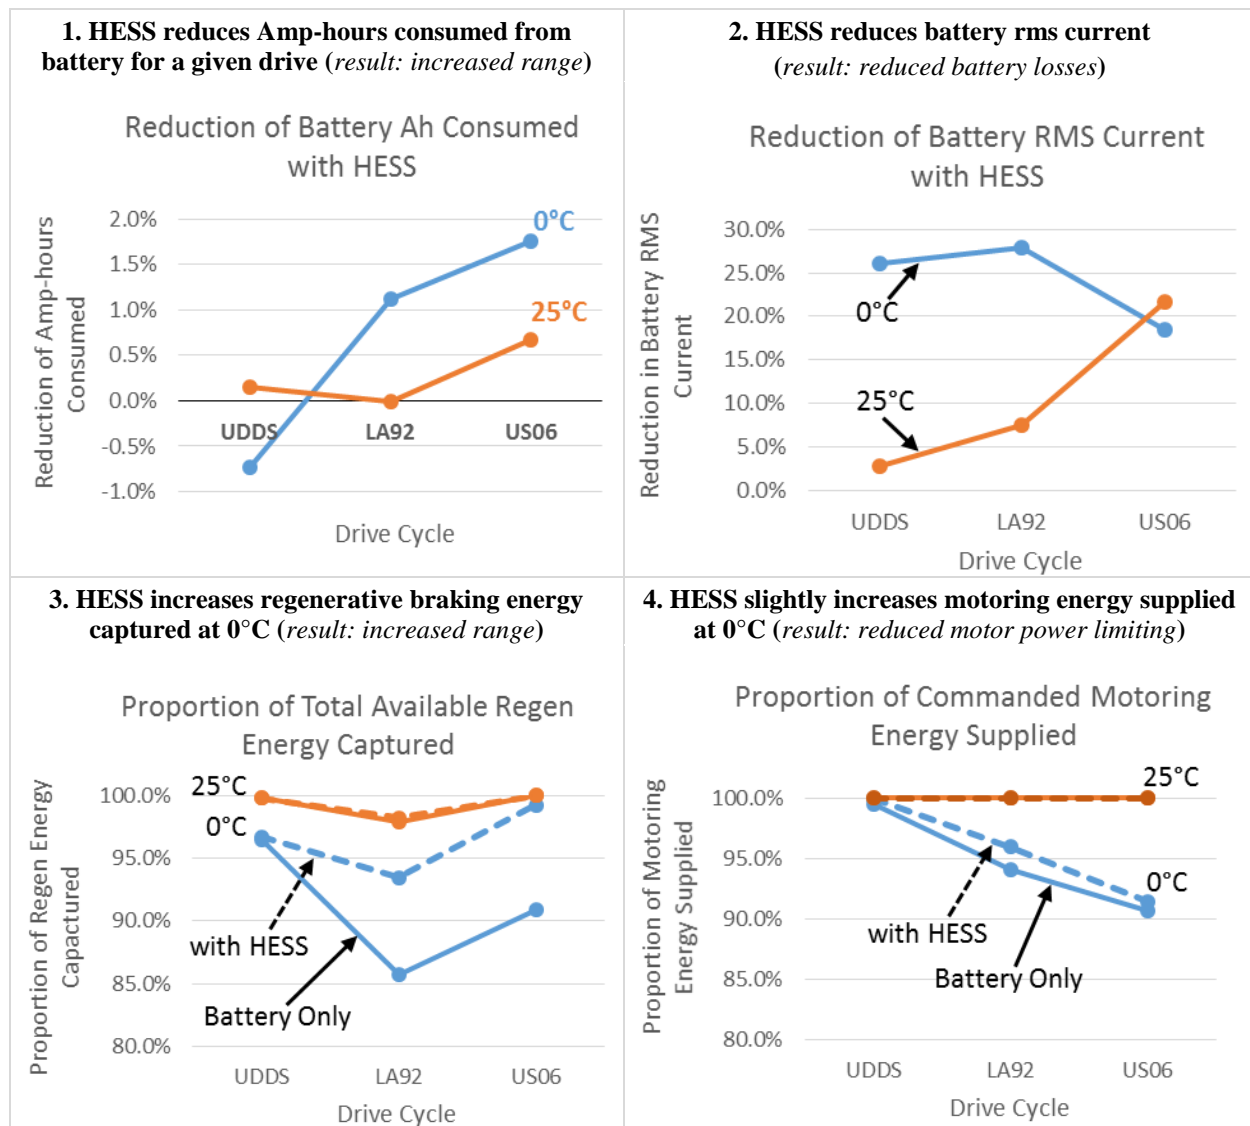 1. HESS reduces Amp-hours consumed from
battery for a given drive (result: increased range)
Reduction of Battery Ah Consumed
with HESS
Reduction of Amp-hours
Consumed
2.0%
1.5%
1.0%
0.5%
0.0%
-0.5%
-1.0%
0°C
25°C
UDDS
LA92
US06
Drive Cycle
2. HESS reduces battery rms current
(result: reduced battery losses)
Reduction of Battery RMS Current
with HESS
Reduction in Battery RMS
Current
30.0%
25.0%
20.0%
15.0%
10.0%
5.0%
0.0%
0°C
25°C
UDDS
LA92
US06
Drive Cycle
3. HESS increases regenerative braking energy
captured at 0°C (result: increased range)
Proportion of Total Available Regen
Energy Captured
Proportion of Regen Energy
Capactured
100.0%
95.0%
90.0%
85.0%
80.0%
25°C
0°C
with HESS
Battery Only
UDDS
LA92
US06
Drive Cycle
4. HESS slightly increases motoring energy supplied
at 0°C (result: reduced motor power limiting)
Proportion of Commanded Motoring
Energy Supplied
Proportion of Motoring
Energy Supplied
100.0%
95.0%
90.0%
85.0%
80.0%
25°C
0°C
with HESS
Battery Only
UDDS
LA92
US06
Drive Cycle